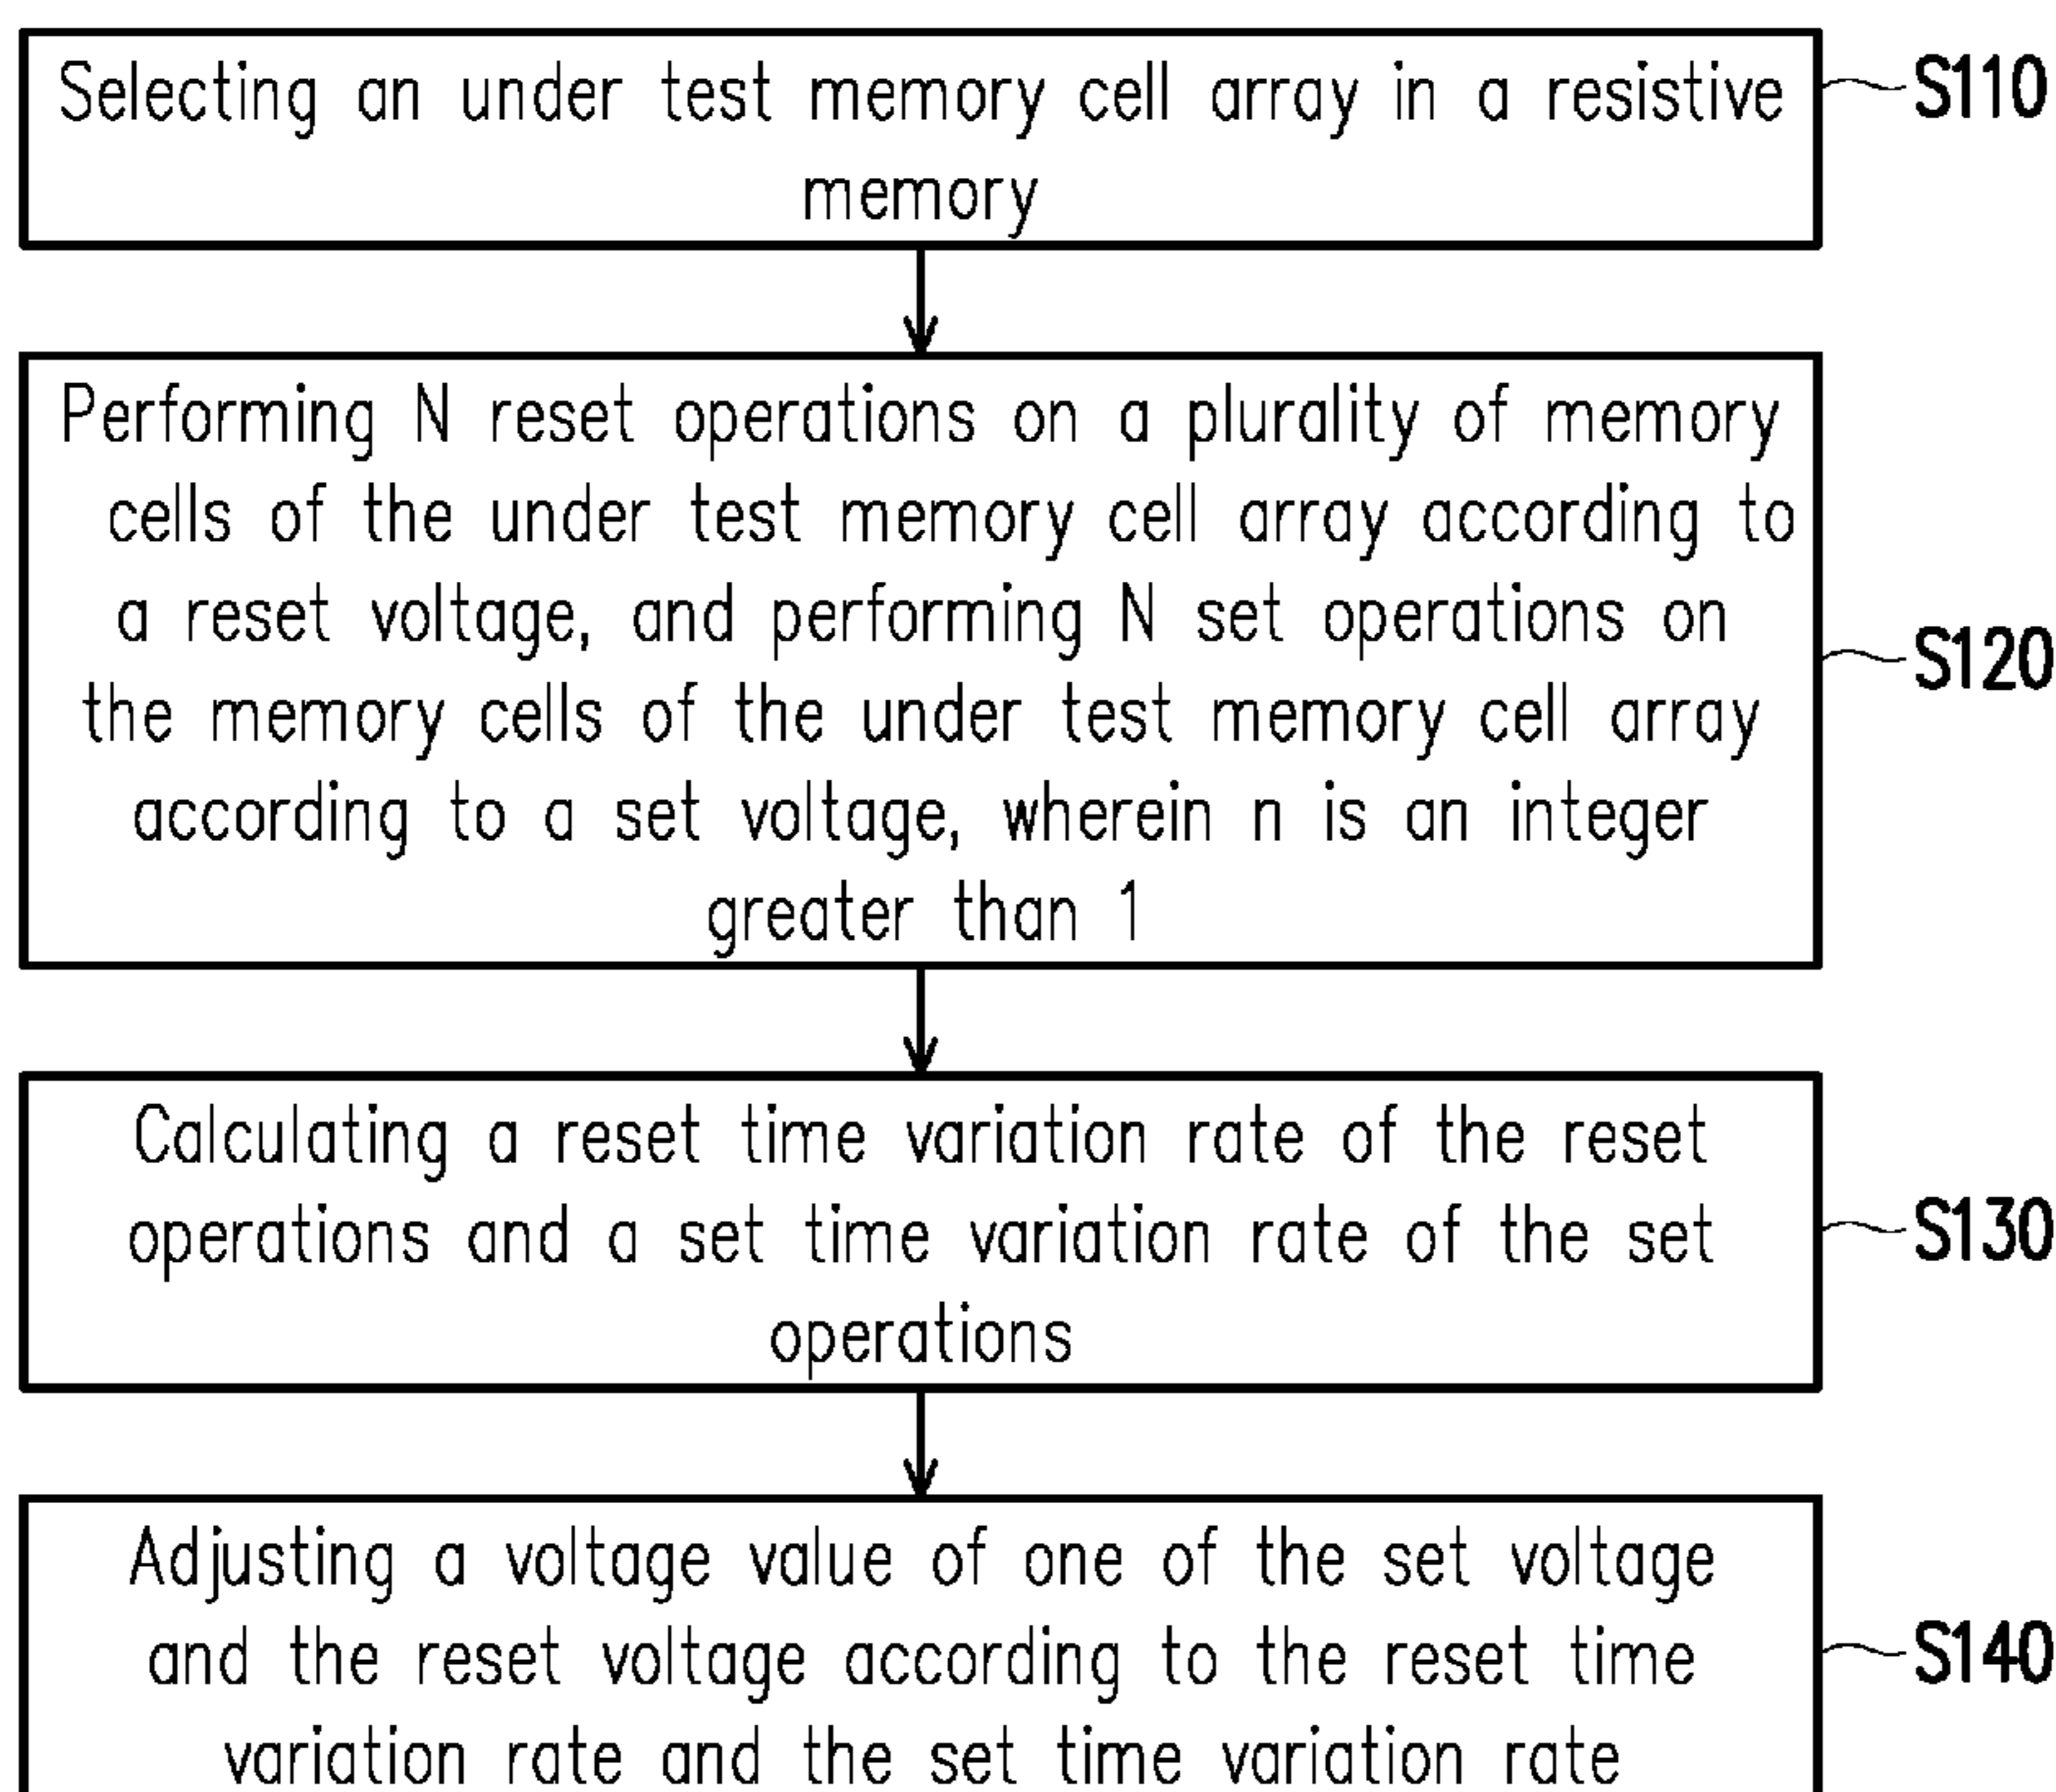 Selecting an under test memory cell array in a resistive
memory
S110
Performing N reset operations on a plurality of memory
cells of the under test memory cell array according to
a reset voltage, and performing N set operations on
the memory cells of the under test memory cell array
according to a set voltage, wherein n is an integer
greater than 1
S120
Calculating a reset time variation rate of the reset
operations and a set time variation rate of the set
operations
S130
Adjusting a voltage value of one of the set voltage
and the reset voltage according to the reset time
variation rate and the set time variation rate
S140